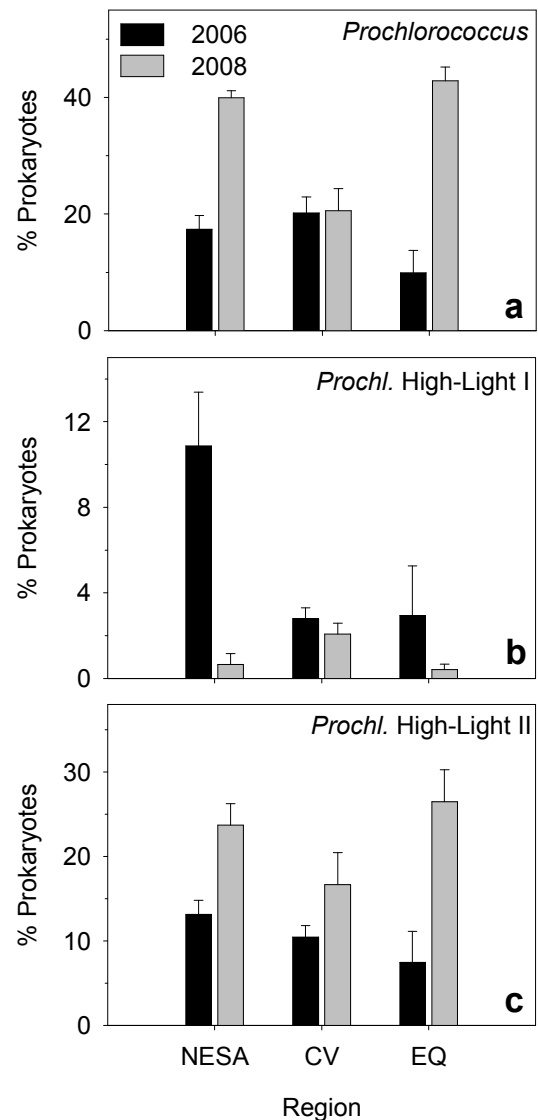 2006
2008
Prochlorococcus
% Prokaryotes
40
20
0
a
Prochl. High-Light I
% Prokaryotes
12
8
4
0
b
Prochl. High-Light II
% Prokaryotes
30
20
10
0
c
NESA CV EQ
Region